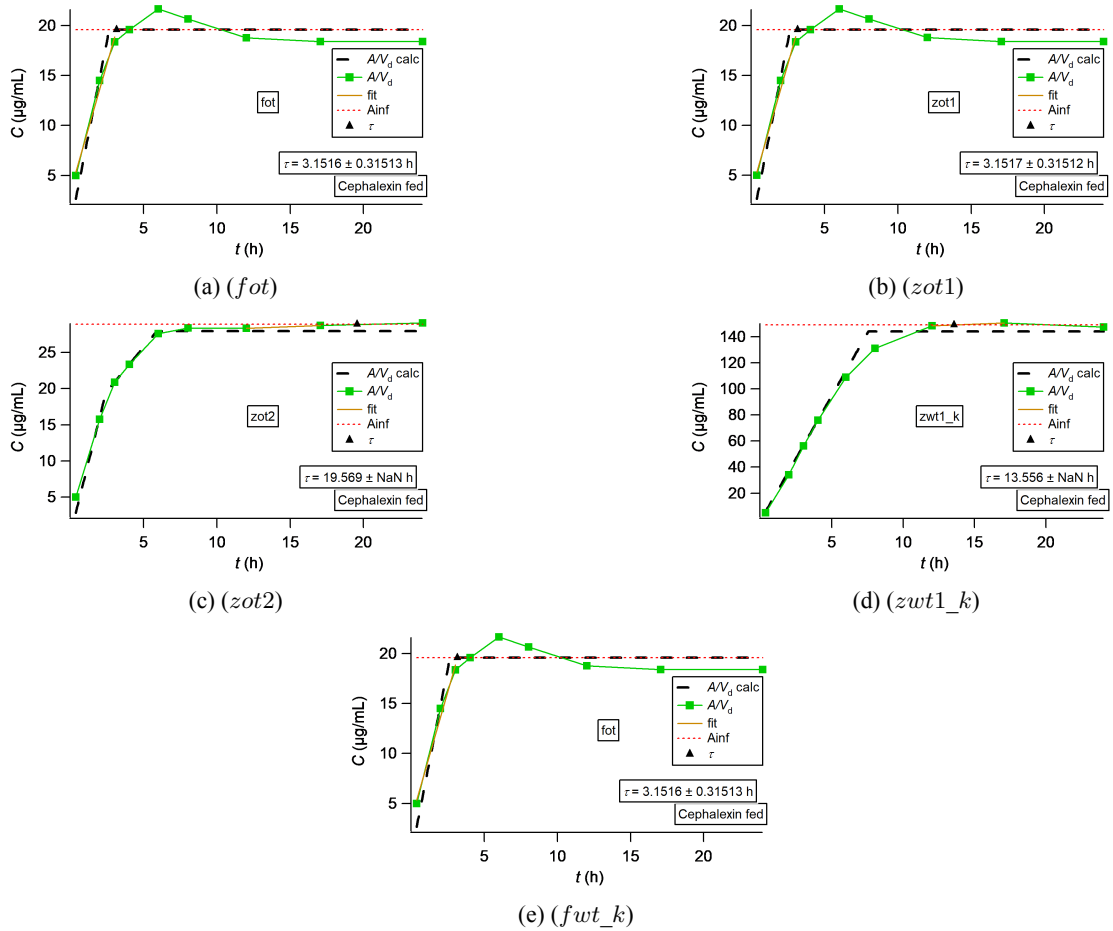 20
15
10
5
C (µg/mL)
A/Vd calc
A/Vd
fit
Ainf
τ
fot
τ = 3.1516 ± 0.31513 h
Cephalexin fed
5
10
15
20
t (h)
(a) (fot)
20
15
10
5
C (µg/mL)
A/Vd calc
A/Vd
fit
Ainf
τ
zot1
τ = 3.1517 ± 0.31512 h
Cephalexin fed
5
10
15
20
t (h)
(b) (zot1)
25
20
15
10
5
C (µg/mL)
A/Vd calc
A/Vd
fit
Ainf
τ
zot2
τ = 19.569 ± NaN h
Cephalexin fed
5
10
15
20
t (h)
(c) (zot2)
140
120
100
80
60
40
20
C (µg/mL)
A/Vd calc
A/Vd
fit
Ainf
τ
zwt1_k
τ = 13.556 ± NaN h
Cephalexin fed
5
10
15
20
t (h)
(d) (zwt1_k)
20
15
10
5
C (µg/mL)
A/Vd calc
A/Vd
fit
Ainf
τ
fot
τ = 3.1516 ± 0.31513 h
Cephalexin fed
5
10
15
20
t (h)
(e) (fwt_k)